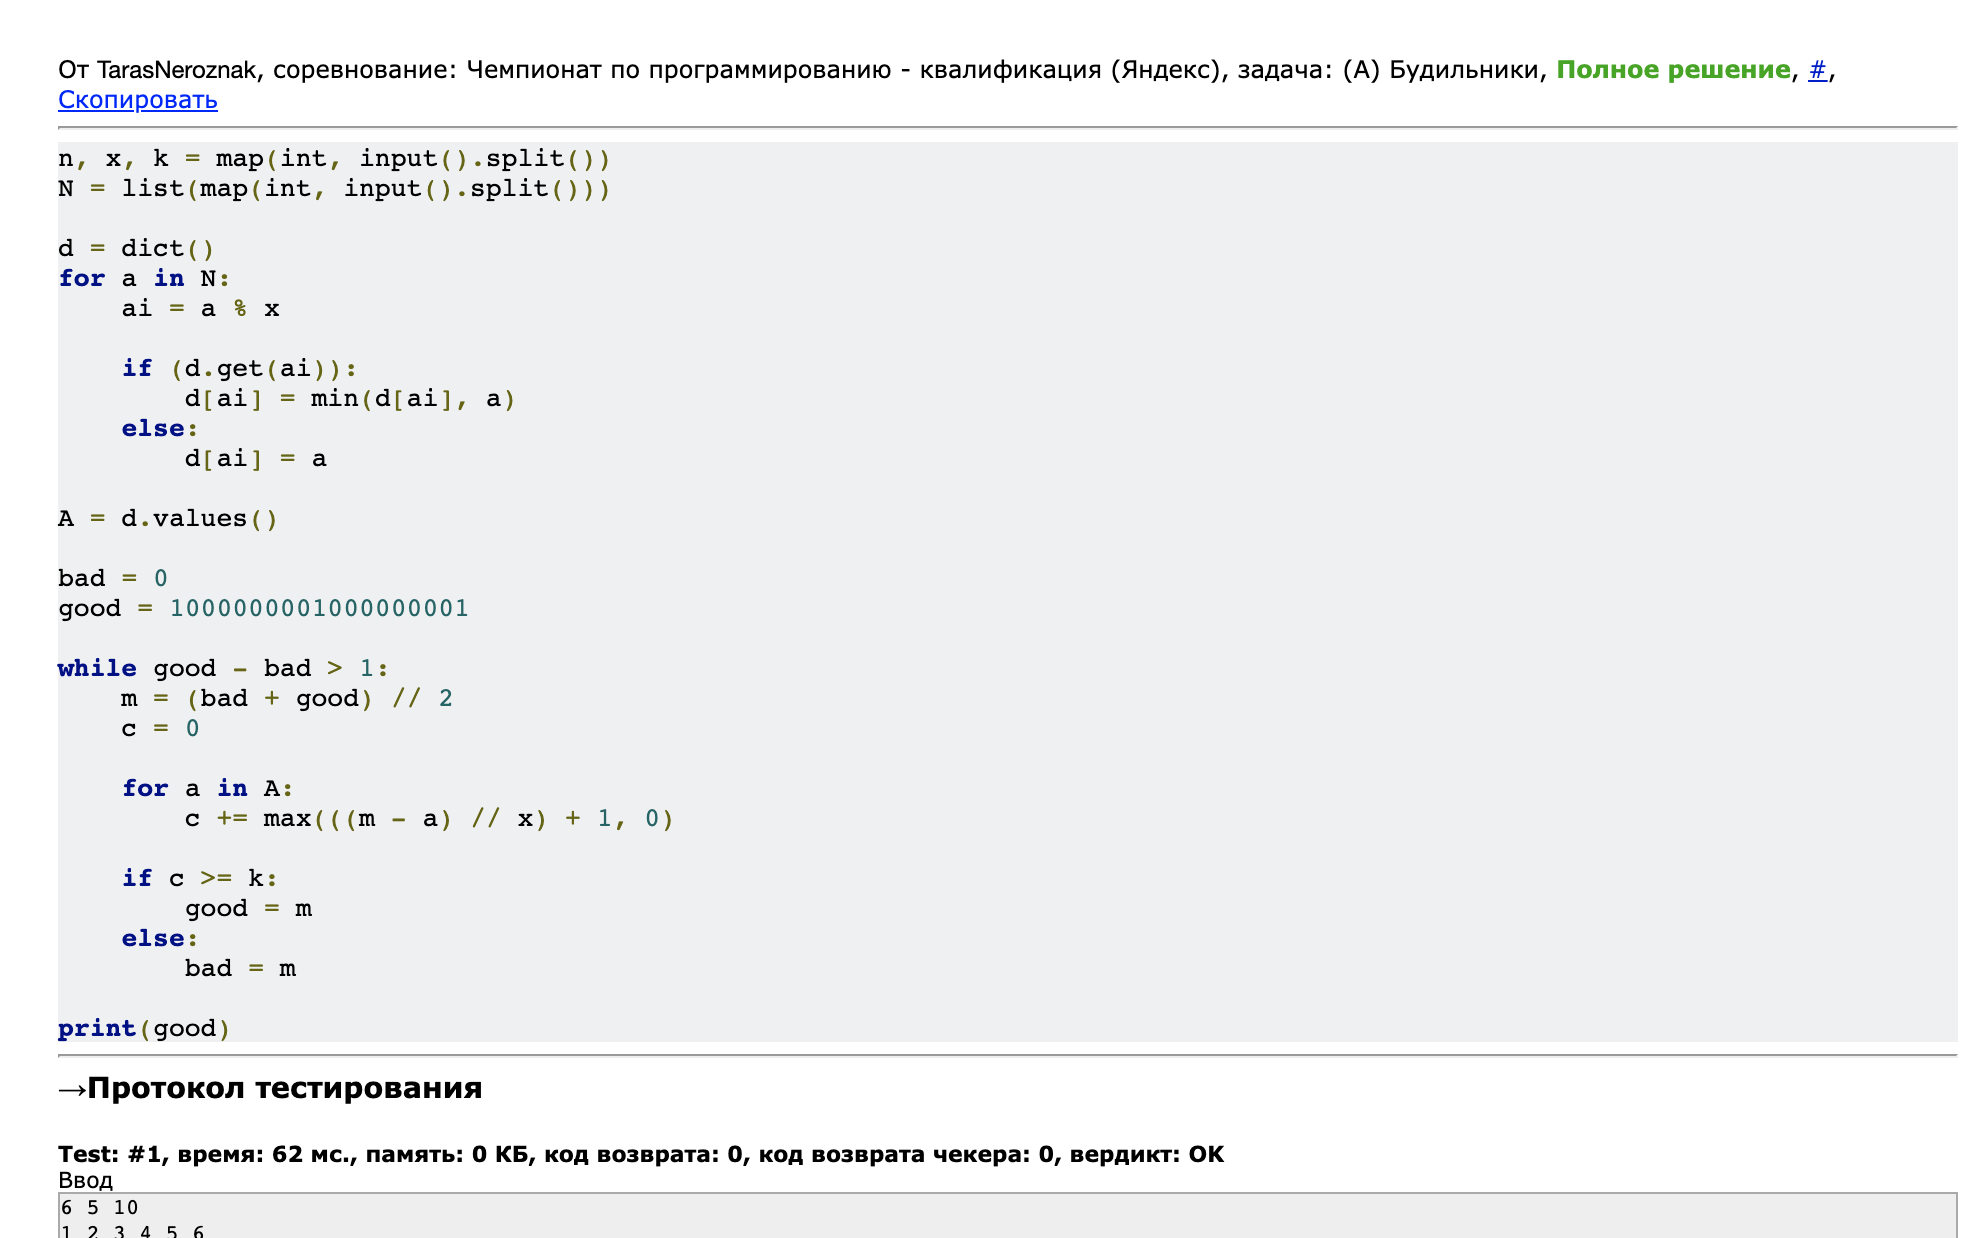 От TarasNeroznak, соревнование: Чемпионат по программированию - квалификация (Яндекс), задача: (A) Будильники, Полное решение, #,
Скопировать
n, x, k = map(int, input().split())
N = list(map(int, input().split()))
d = dict()
for a in N:
    ai = a % x
    if (d.get(ai)):
        d[ai] = min(d[ai], a)
    else:
        d[ai] = a
A = d.values()
bad = 0
good = 1000000001000000001
while good - bad > 1:
    m = (bad + good) // 2
    c = 0
    for a in A:
        c += max(((m - a) // x) + 1, 0)
    if c >= k:
        good = m
    else:
        bad = m
print(good)
→Протокол тестирования
Test: #1, время: 62 мс., память: 0 КБ, код возврата: 0, код возврата чекера: 0, вердикт: OK
Ввод
6 5 10
1 2 3 4 5 6